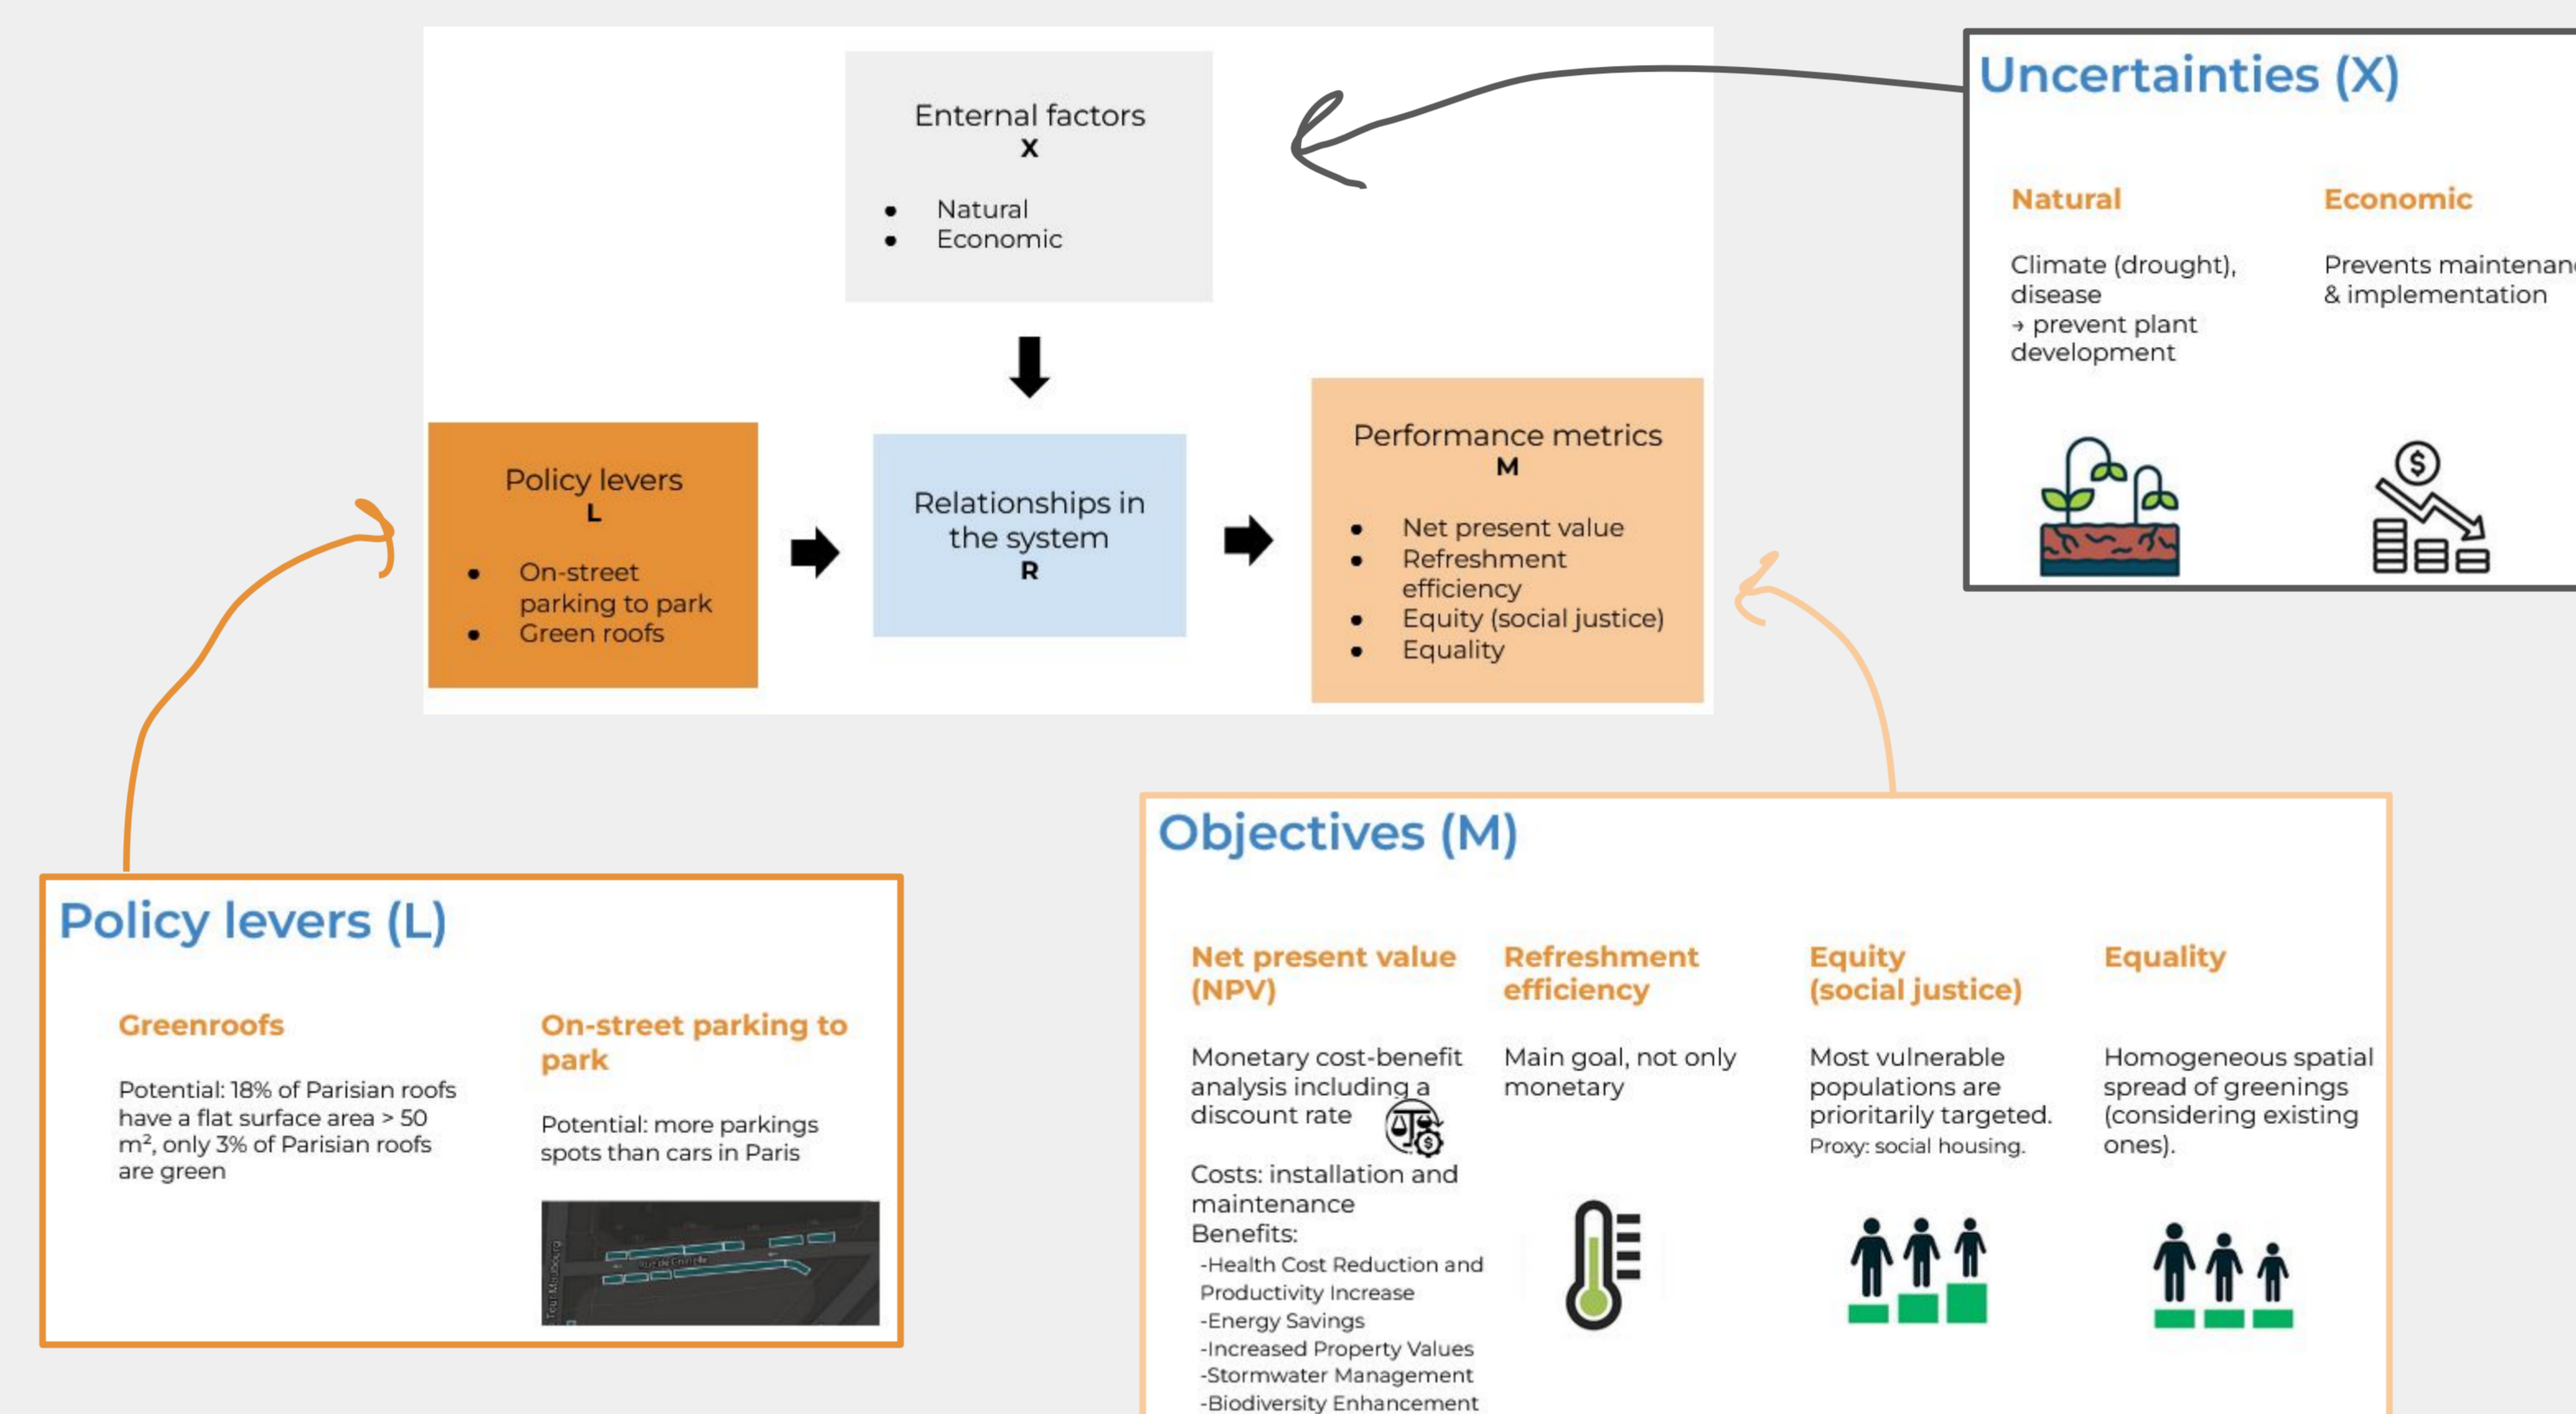 Enternal factors
X
● Natural
● Economic
Policy levers
L
● On-street
parking to park
● Green roofs
Relationships in
the system
R
Performance metrics
M
● Net present value
● Refreshment
efficiency
● Equity (social justice)
● Equality
Uncertainties (X)
Natural
Climate (drought),
disease
→ prevent plant
development
Economic
Prevents maintenan
& implementation
$
Policy levers (L)
Greenroofs
Potential: 18% of Parisian roofs
have a flat surface area > 50
m², only 3% of Parisian roofs
are green
On-street parking to
park
Potential: more parkings
spots than cars in Paris
Objectives (M)
Net present value
(NPV)
Monetary cost-benefit
analysis including a
discount rate
$
Costs: installation and
maintenance
Benefits:
-Health Cost Reduction and
Productivity Increase
-Energy Savings
-Increased Property Values
-Stormwater Management
-Biodiversity Enhancement
Refreshment
efficiency
Main goal, not only
monetary
Equity
(social justice)
Most vulnerable
populations are
prioritarily targeted.
Proxy: social housing.
Equality
Homogeneous spatial
spread of greenings
(considering existing
ones).